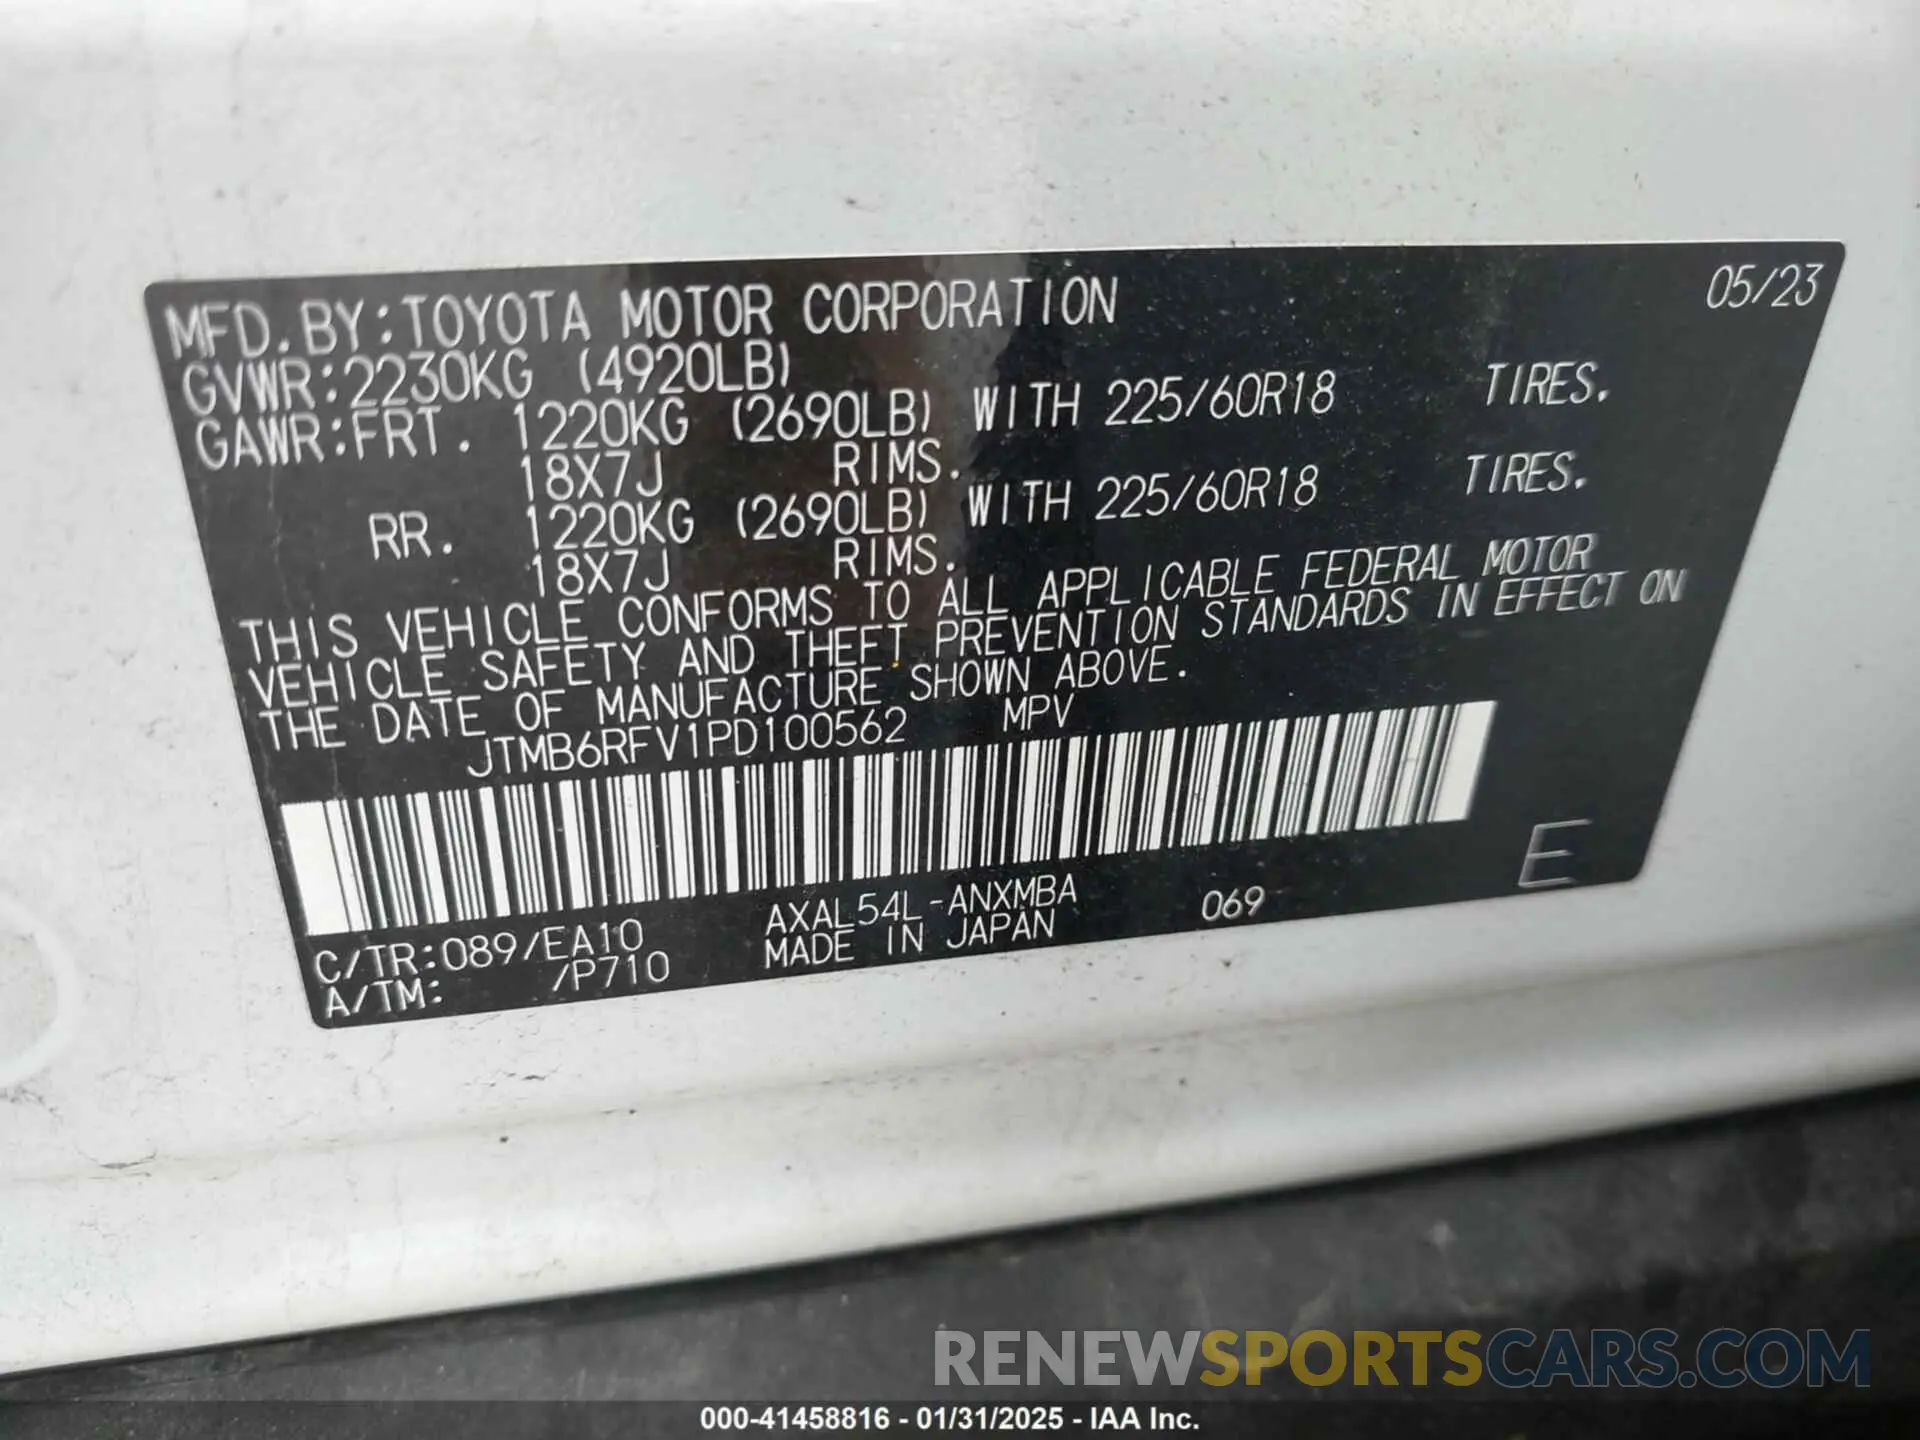 MFD.BY:TOYOTA MOTOR CORPORATION 05/23
GVWR:2230KG (4920LB)
GAWR:FRT. 1220KG (2690LB) WITH 225/60R18 TIRES.
18X7J RIMS.
RR. 1220KG (2690LB) WITH 225/60R18 TIRES.
18X7J RIMS.
THIS VEHICLE CONFORMS TO ALL APPLICABLE FEDERAL MOTOR
VEHICLE SAFETY AND THEFT PREVENTION STANDARDS IN EFFECT ON
THE DATE OF MANUFACTURE SHOWN ABOVE.
JTMB6RFV1PD100562 MPV
E
C/TR:089/EA10 AXAL54L-ANXMBA 069
A/TM: /P710 MADE IN JAPAN
RENEWSPORTSCARS.COM
000-41458816 - 01/31/2025 - IAA Inc.